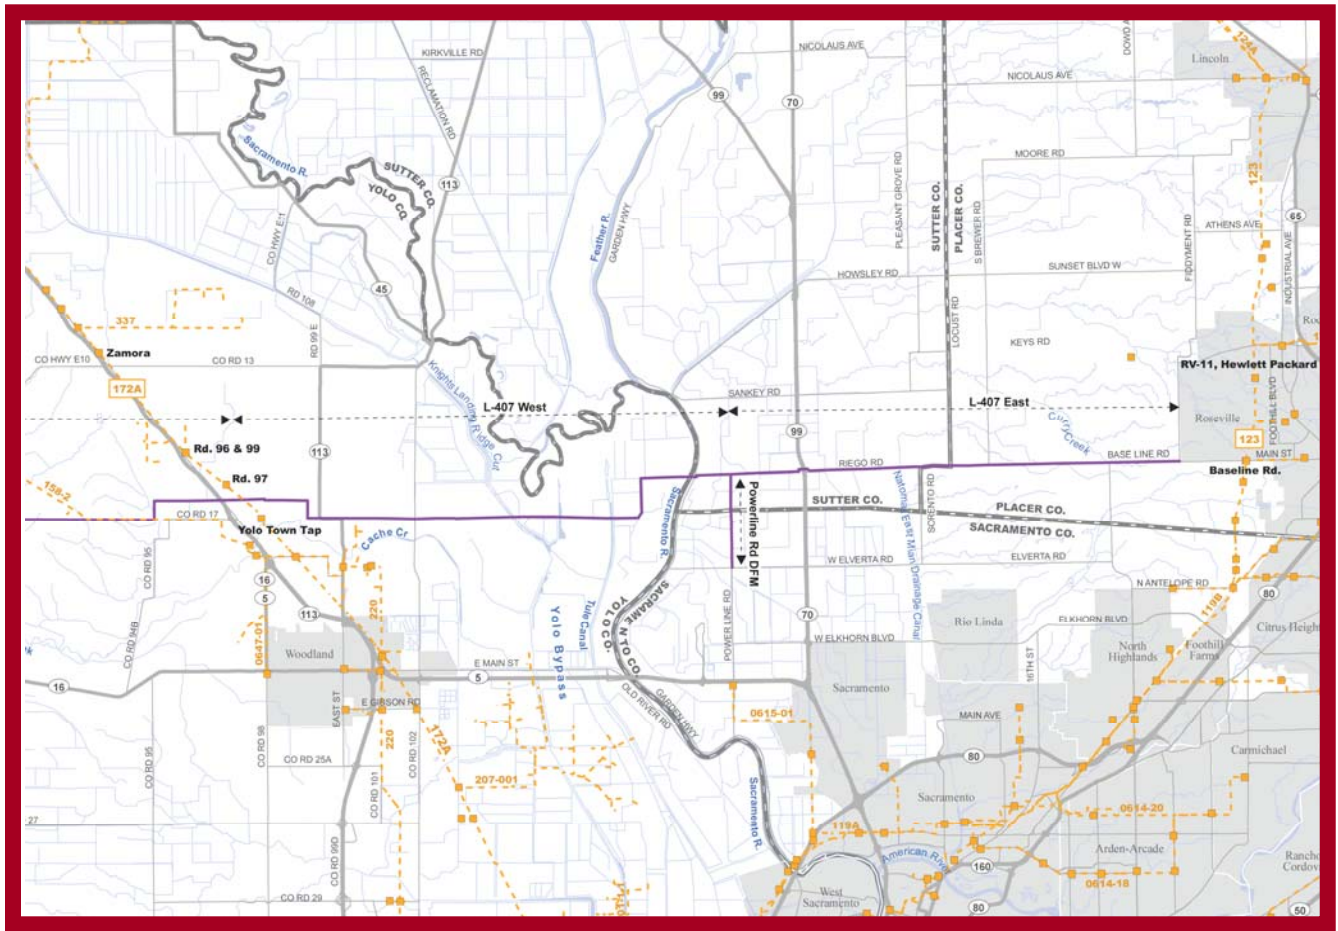 124A
Lincoln
NICOLAUS AVE
KIRKVILLE RD
RECLAMATION RD
NICOLAUS AVE
99
70
Sacramento R.
SUTTER CO.
YOLO CO.
113
MOORE RD
123
PLEASANT GROVE RD
SUTTER CO.
PLACER CO.
S BREWER RD
FIDDYMENT RD
ATHENS AVE
65
INDUSTRIAL AVE
CO HWY E11
Feather R.
GARDEN HWY
HOWSLEY RD
SUNSET BLVD W
45
RD 108
337
RD 99 E
LOCUST RD
KEYS RD
CO HWY E10
Zamora
CO RD 13
RV-11, Hewlett Packard
172A
Knights Landing Ridge Cut
SANKEY RD
L-407 West
L-407 East
Curry Creek
Roseville
FOOTHILL BLVD
123
MAIN ST
99
113
Rd. 96 & 99
BASE LINE RD
RIEGO RD
Baseline Rd.
Rd. 97
158-2
CO RD 17
Yolo Town Tap
Cache Cr
Sacramento R.
Powerline Rd DFM
SUTTER CO.
Natomas East Mian Drainage Canal
SORENTO RD
PLACER CO.
SACRAMENTO CO.
CO RD 95
W ELVERTA RD
ELVERTA RD
N ANTELOPE RD
16
5
113
220
0647-01
CO RD 94B
Yolo Bypass
Tule Canal
SACRAMENTO CO.
YOLO CO.
POWER LINE RD
70
119B
80
Rio Linda
ELKHORN BLVD
Citrus Height
W ELKHORN BLVD
Woodland
North
Highlands
Foothill
Farms
16TH ST
E MAIN ST
5
16
Sacramento
OLD RIVER RD
GARDEN HWY
EAST ST
E GIBSON RD
0615-01
MAIN AVE
CO RD 95
CO RD 98
CO RD 25A
220
CO RD 102
172A
CO RD 101
207-001
80
Carmichael
Sacramento R.
Sacramento
0614-20
27
119A
CO RD 99D
American River
160
Arden-Arcade
0614-18
Rancho
Cordov
CO RD 29
West
Sacramento
80
50